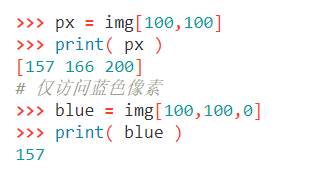 >>> px = img[100,100]
>>> print( px )
[157 166 200]
# 仅访问蓝色像素
>>> blue = img[100,100,0]
>>> print( blue )
157